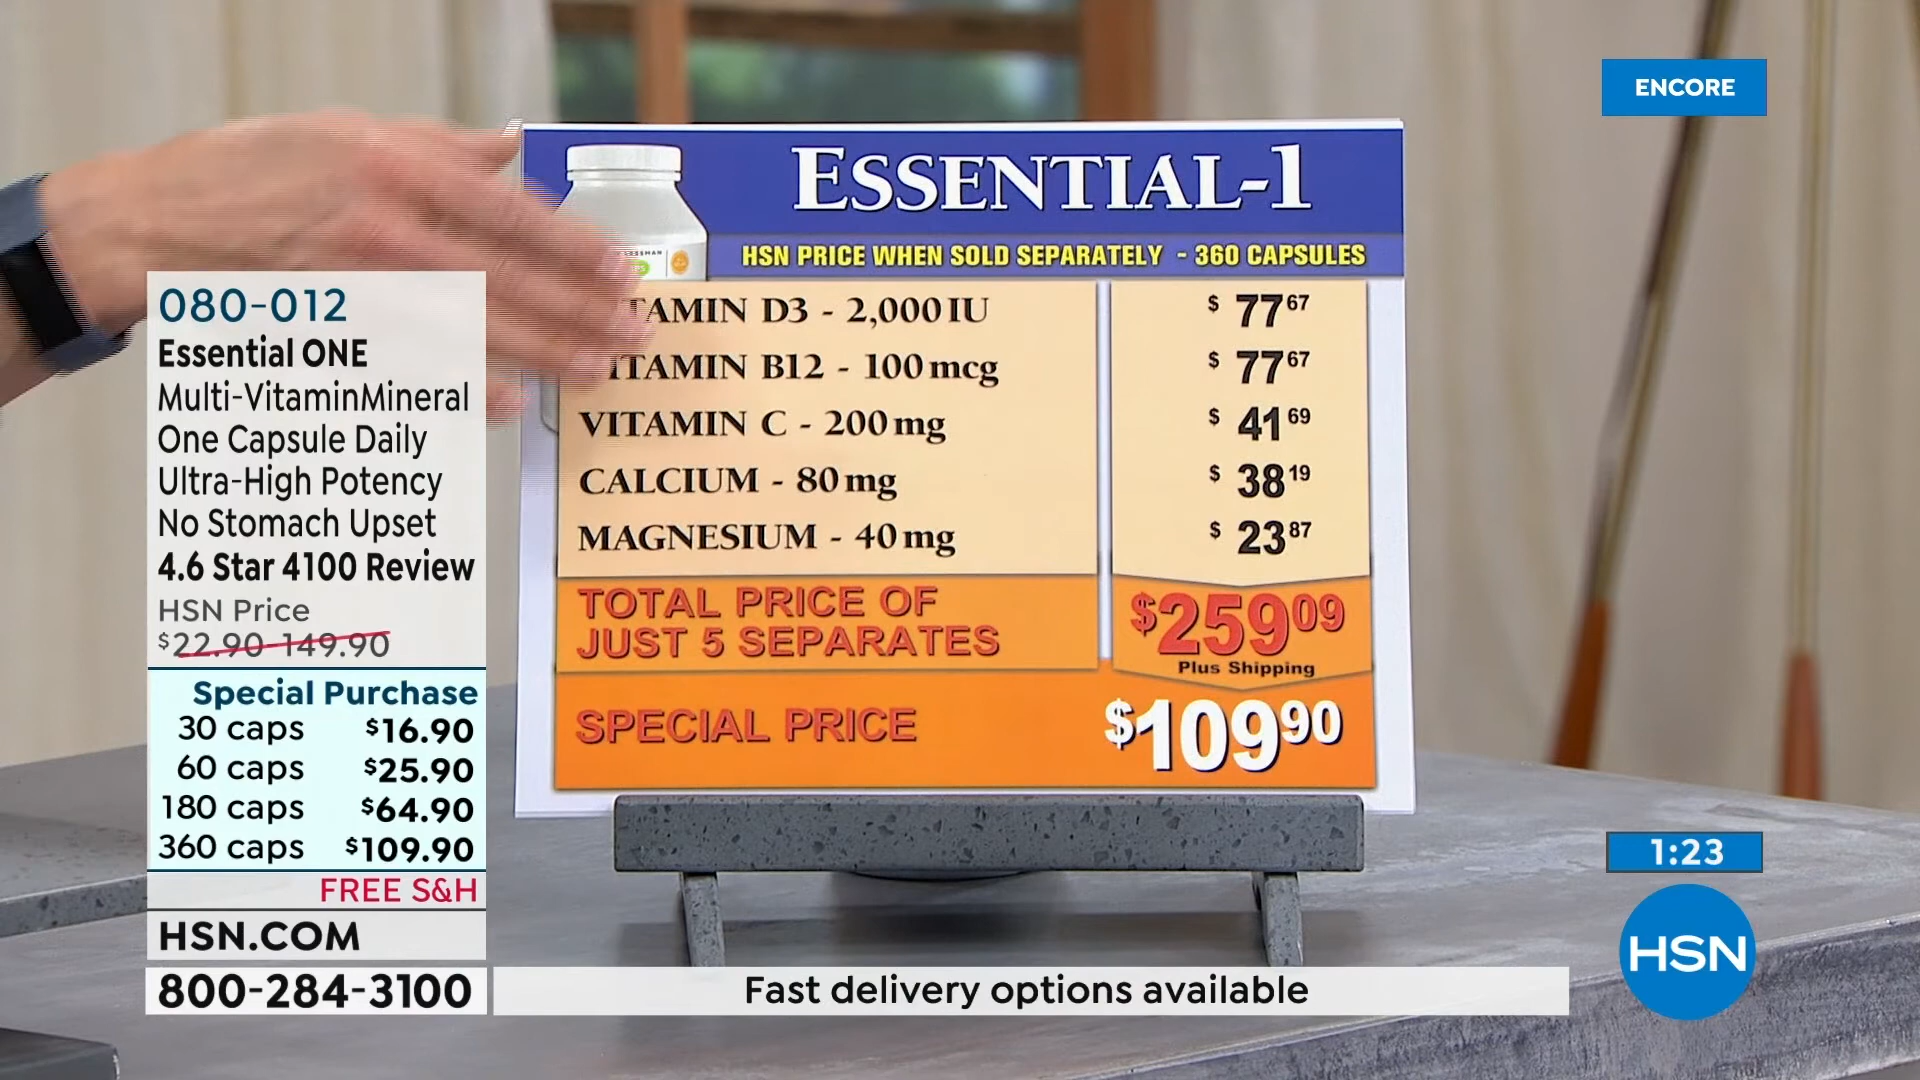 ENCORE
ESSENTIAL-1
HSN PRICE WHEN SOLD SEPARATELY - 360 CAPSULES
D3 - 2,000 IU $77.67
B12 - 100 mcg $77.67
VITAMIN C - 200 mg $41.69
CALCIUM - 80 mg $38.19
MAGNESIUM - 40 mg $23.87
TOTAL PRICE OF
JUST 5 SEPARATES
$259.09
Plus Shipping
SPECIAL PRICE $109.90
080-012
Essential ONE
Multi-VitaminMineral
One Capsule Daily
Ultra-High Potency
No Stomach Upset
4.6 Star 4100 Review
HSN Price
$22.90-149.90
Special Purchase
30 caps $16.90
60 caps $25.90
180 caps $64.90
360 caps $109.90
FREE S&H
HSN.COM
800-284-3100
Fast delivery options available
1:23
HSN